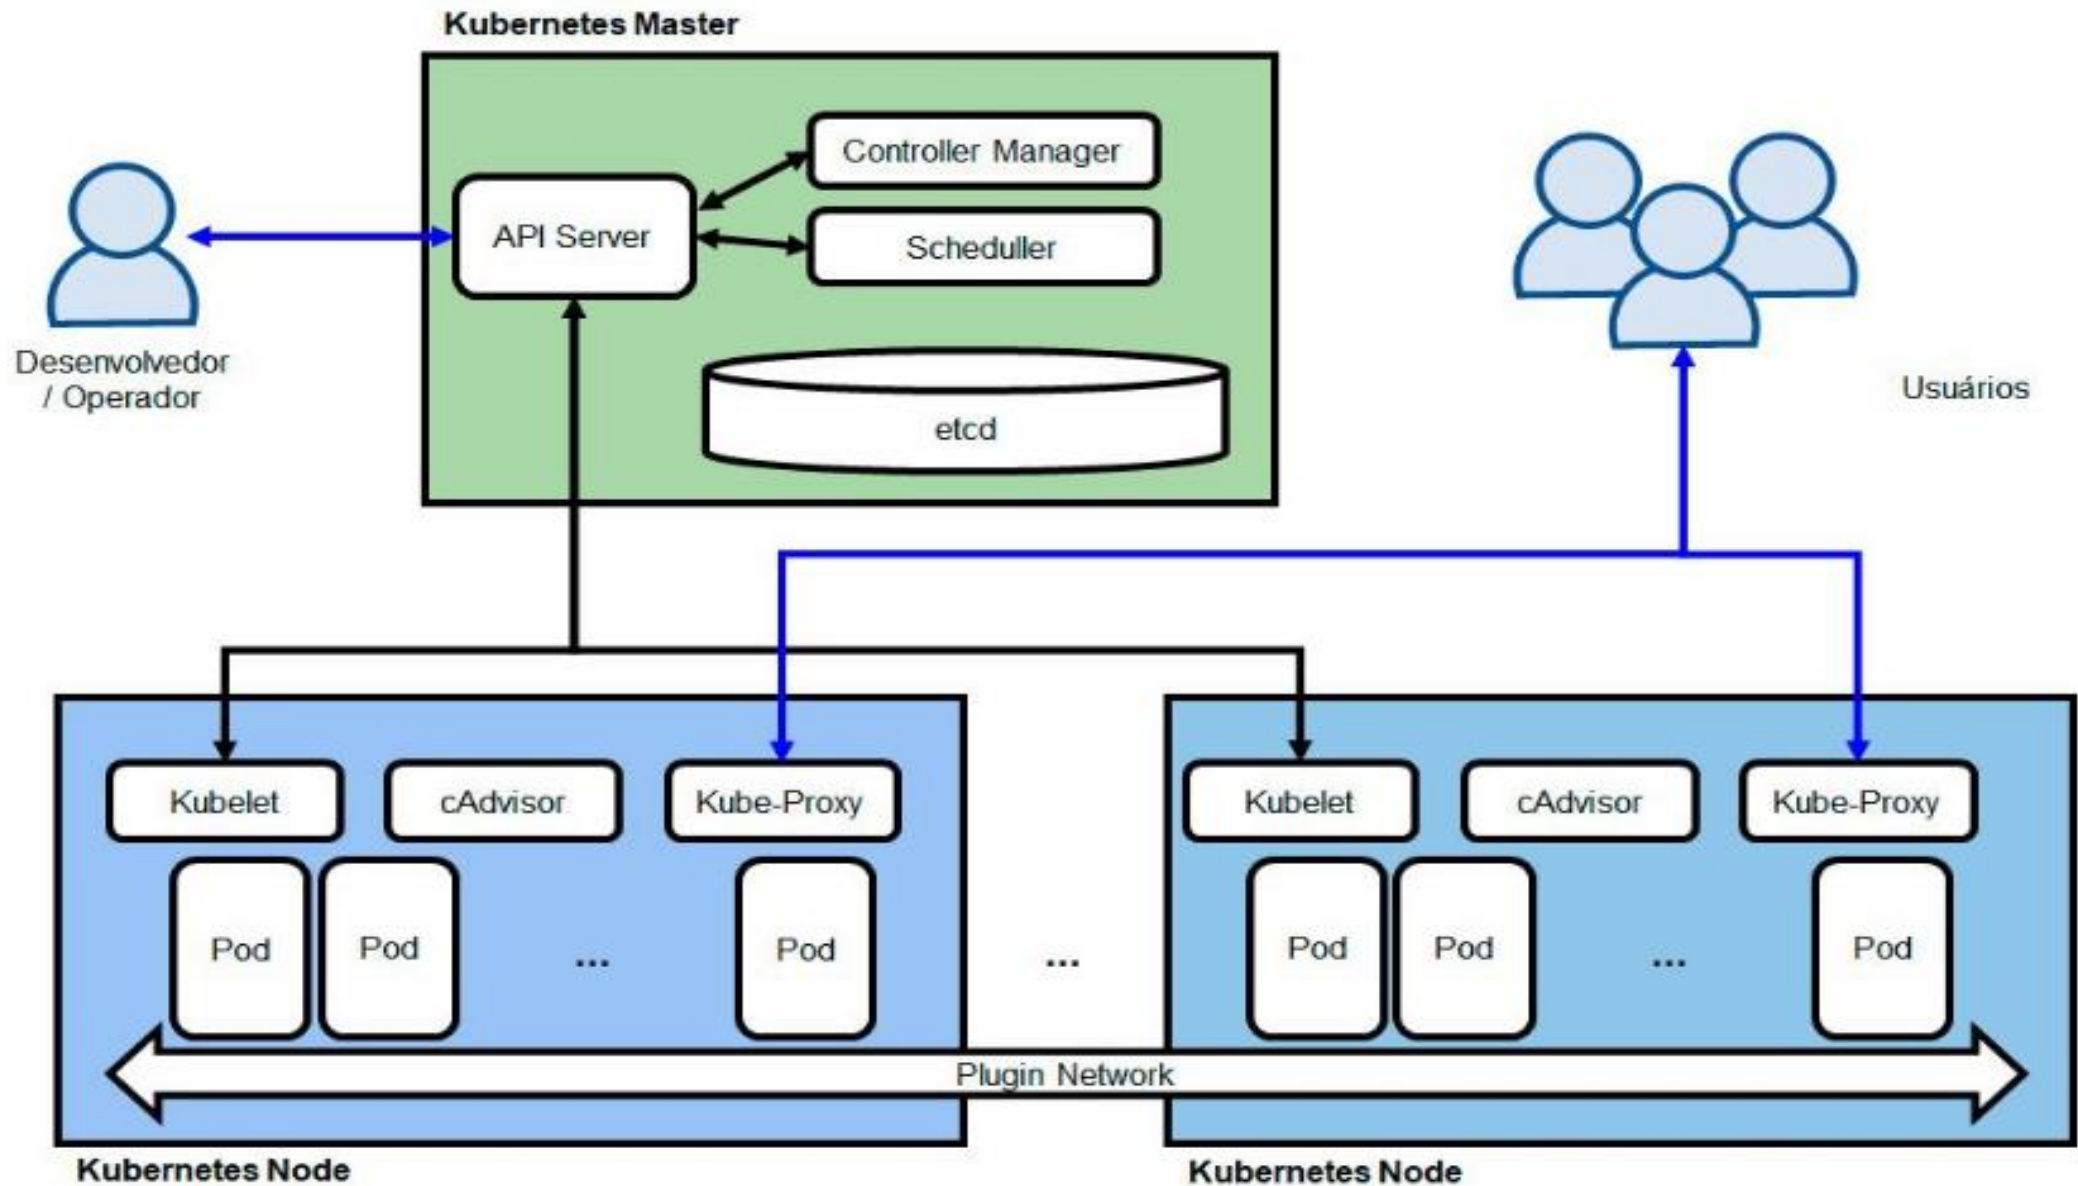 Kubernetes Master
Controller Manager
API Server
Scheduller
etcd
Desenvolvedor
/ Operador
Usuários
Kubelet
cAdvisor
Kube-Proxy
Pod
Pod
...
Pod
...
Kubelet
cAdvisor
Kube-Proxy
Pod
Pod
...
Pod
Plugin Network
Kubernetes Node
Kubernetes Node